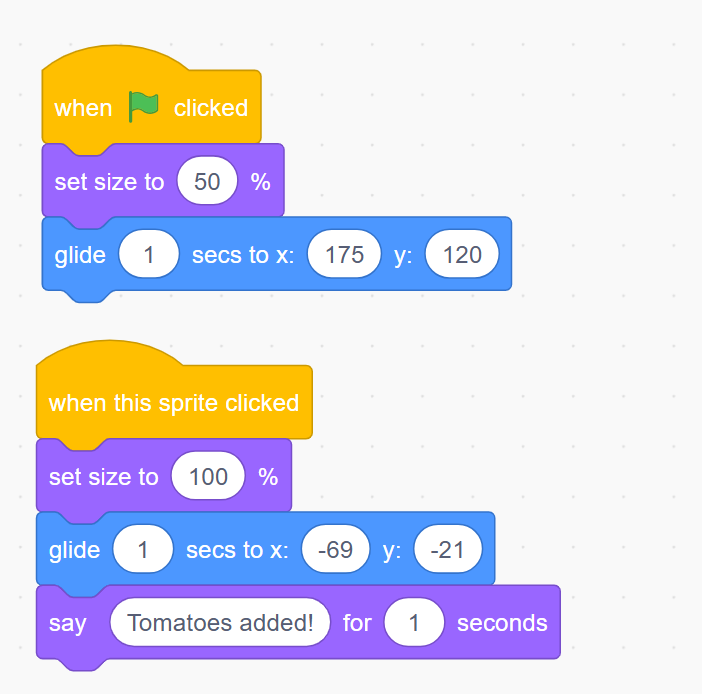 when clicked
set size to 50 %
glide 1 secs to x: 175 y: 120
when this sprite clicked
set size to 100 %
glide 1 secs to x: -69 y: -21
say Tomatoes added! for 1 seconds